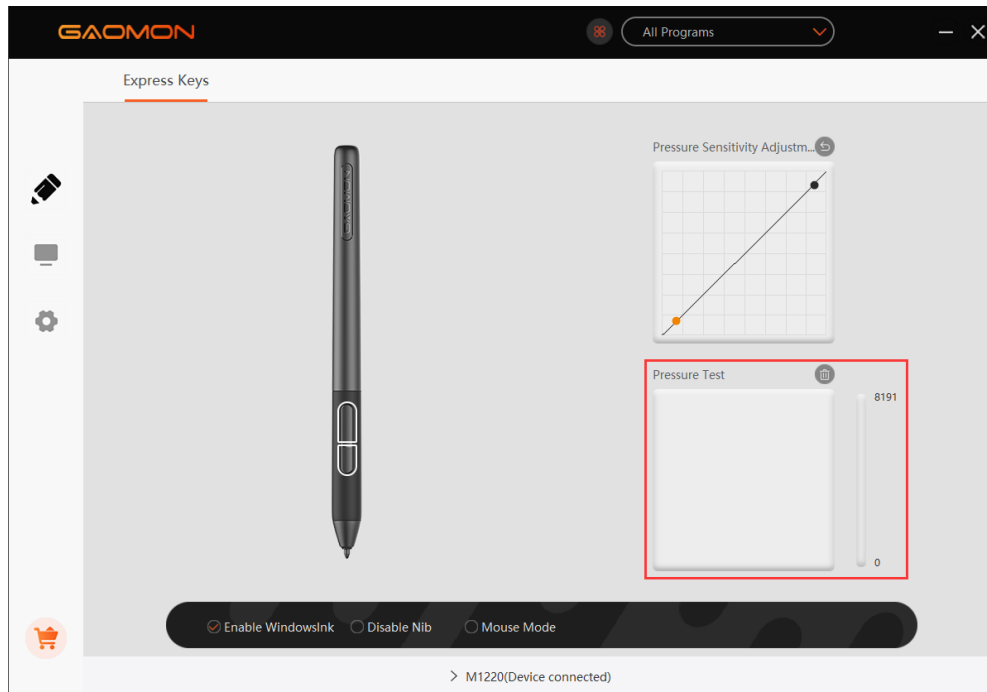 GAOMON
All Programs
Express Keys
Pressure Sensitivity Adjustm...
GAOMON
Pressure Test
8191
0
Enable WindowsInk
Disable Nib
Mouse Mode
M1220(Device connected)